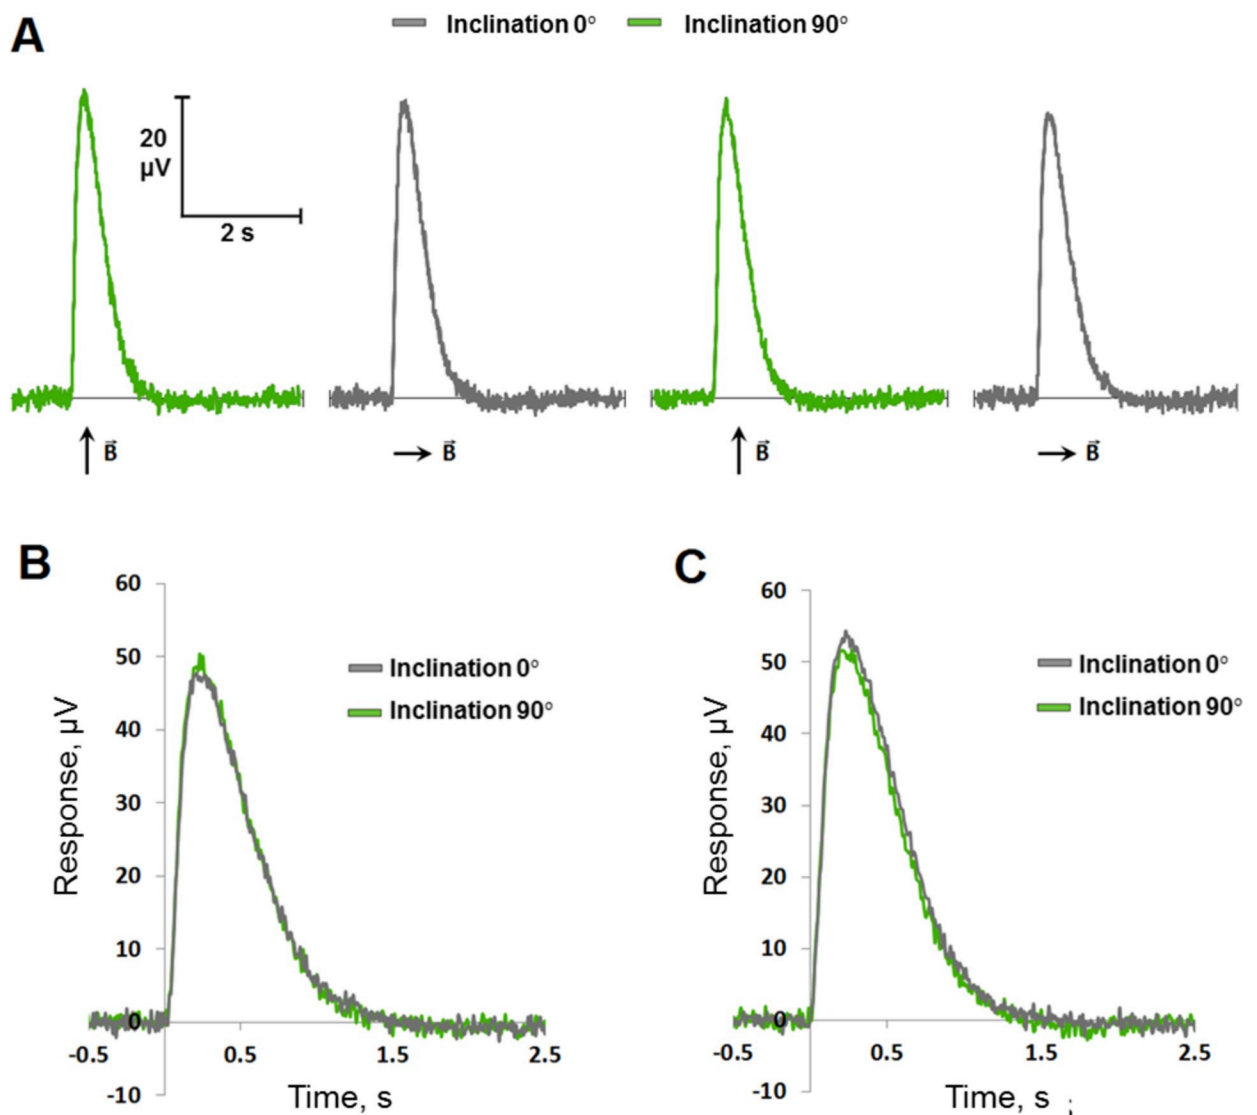 A
Inclination 0° Inclination 90°
20
µV
2 s
B⃗ B⃗ B⃗ B⃗
B
60
50
40
30
20
10
0
-10
Response, µV
Inclination 0°
Inclination 90°
-0.5 0.5 1.5 2.5
Time, s
C
60
50
40
30
20
10
0
-10
Response, µV
Inclination 0°
Inclination 90°
-0.5 0.5 1.5 2.5
Time, s